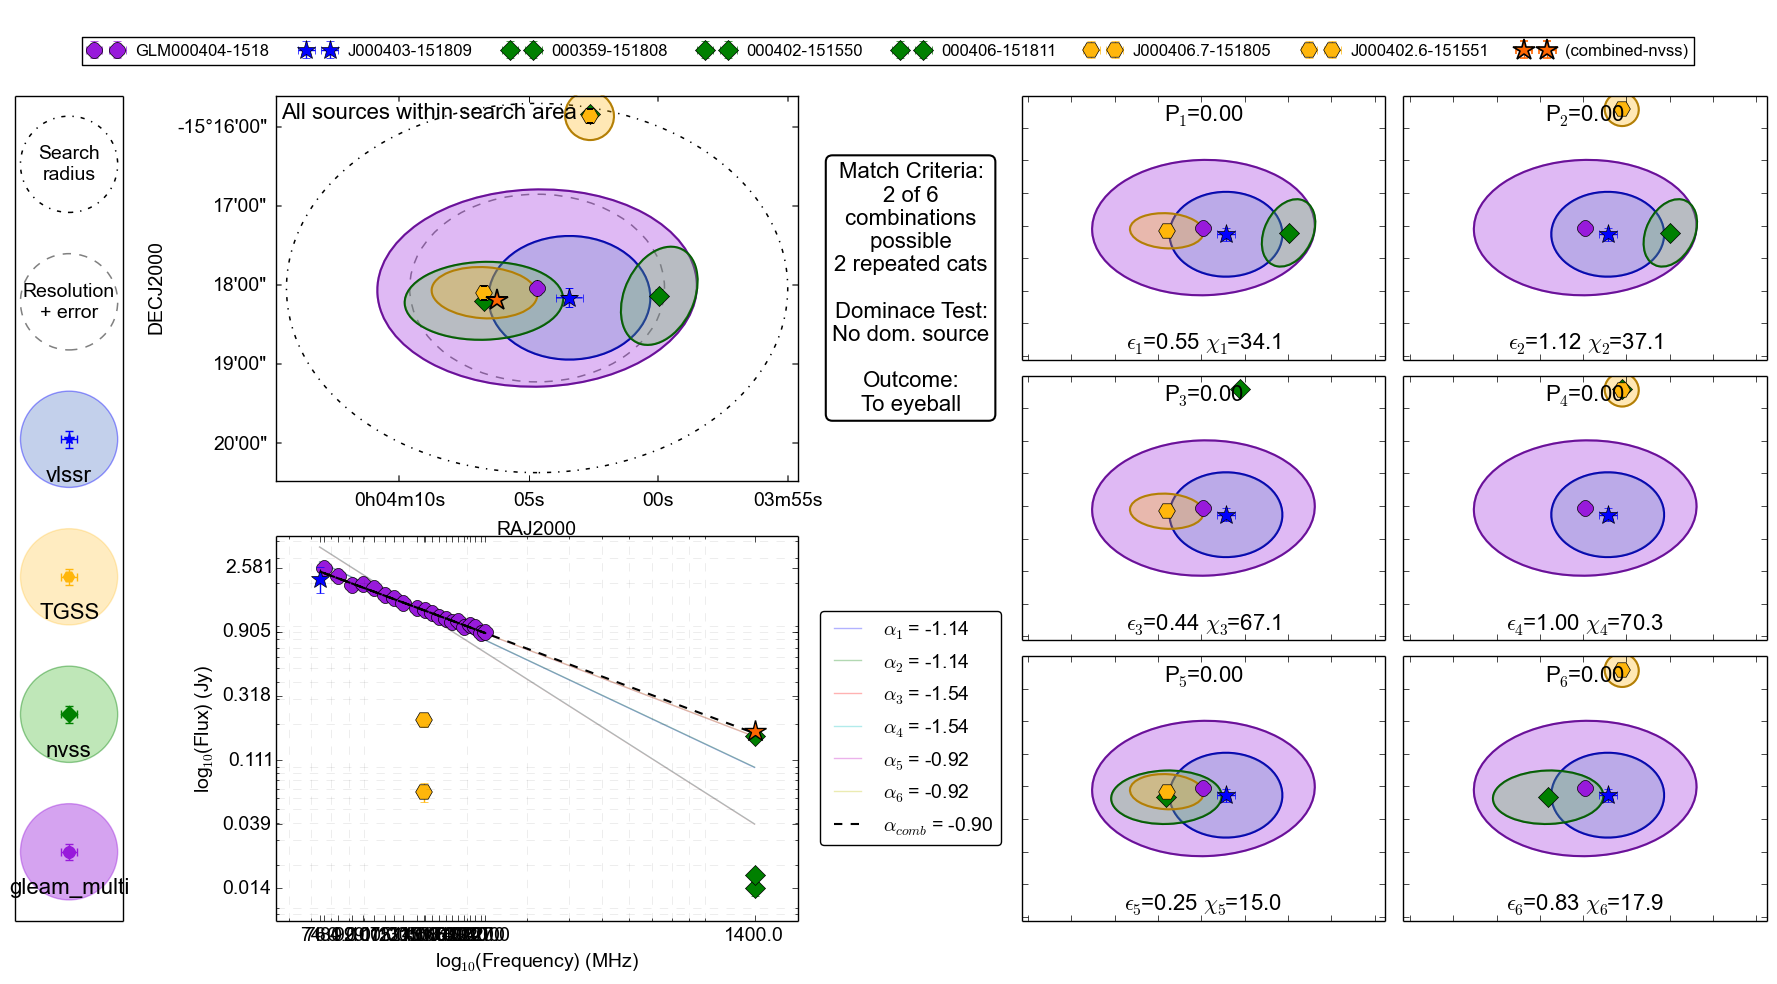 GLM000404-1518 J000403-151809 000359-151808 000402-151550 000406-151811 J000406.7-151805 J000402.6-151551 (combined-nvss)
Search
radius
Resolution
+ error
vlssr
TGSS
nvss
gleam_multi
All sources within search area
-15°16'00"
17'00"
18'00"
19'00"
20'00"
DECJ2000
0h04m10s 05s 00s 03m55s
RAJ2000
2.581
0.905
0.318
0.111
0.039
0.014
log10(Flux) (Jy)
1400.0
log10(Frequency) (MHz)
Match Criteria:
2 of 6
combinations
possible
2 repeated cats
Dominace Test:
No dom. source
Outcome:
To eyeball
α1 = -1.14
α2 = -1.14
α3 = -1.54
α4 = -1.54
α5 = -0.92
α6 = -0.92
αcomb = -0.90
P1=0.00
ϵ1=0.55 χ1=34.1
P2=0.00
ϵ2=1.12 χ2=37.1
P3=0.00
ϵ3=0.44 χ3=67.1
P4=0.00
ϵ4=1.00 χ4=70.3
P5=0.00
ϵ5=0.25 χ5=15.0
P6=0.00
ϵ6=0.83 χ6=17.9